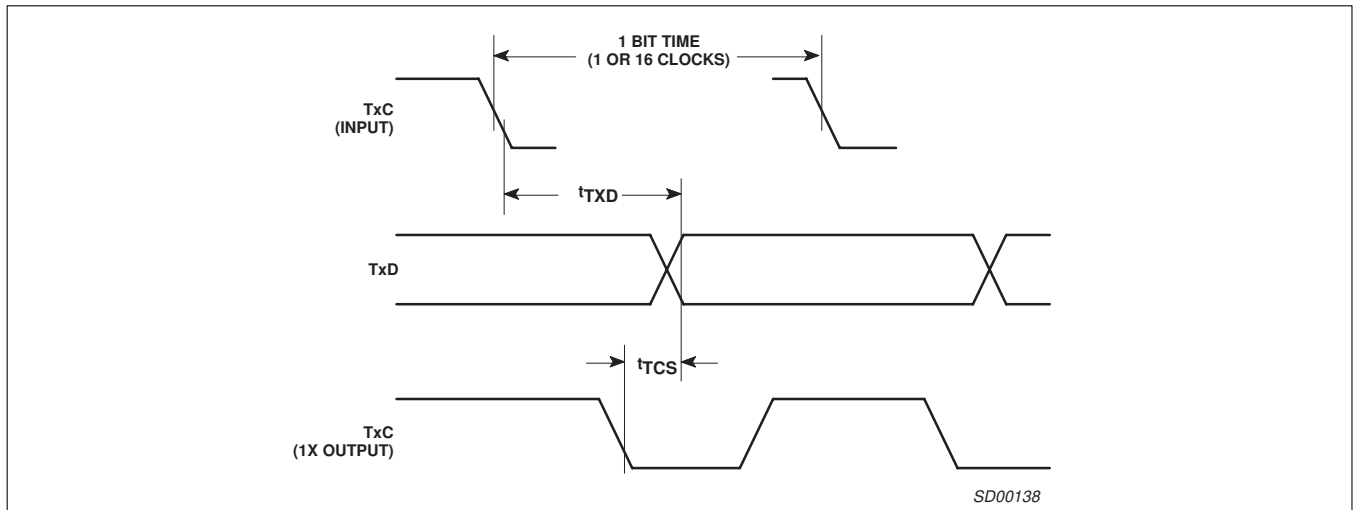 1 BIT TIME
(1 OR 16 CLOCKS)
TxC
(INPUT)
tTXD
TxD
tTCS
TxC
(1X OUTPUT)
SD00138